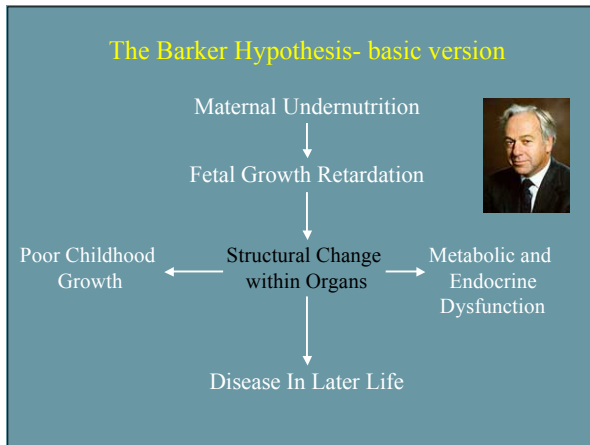 The Barker Hypothesis- basic version
Maternal Undernutrition
Fetal Growth Retardation
Poor Childhood
Growth
Structural Change
within Organs
Metabolic and
Endocrine
Dysfunction
Disease In Later Life